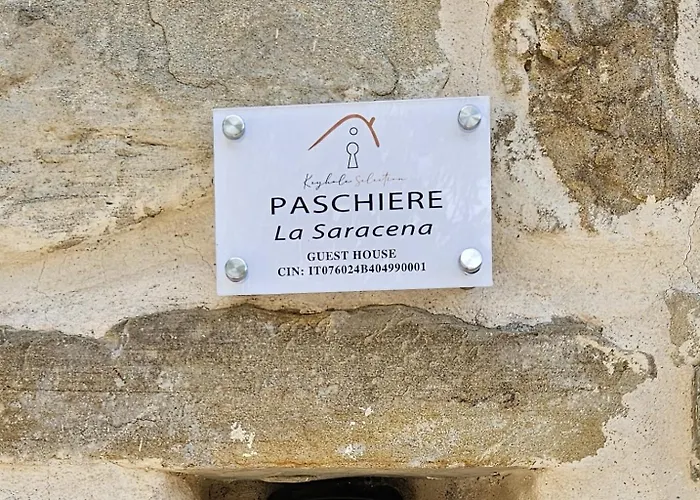 Keyhole Selection
PASCHIERE
La Saracena
GUEST HOUSE
CIN: IT076024B404990001